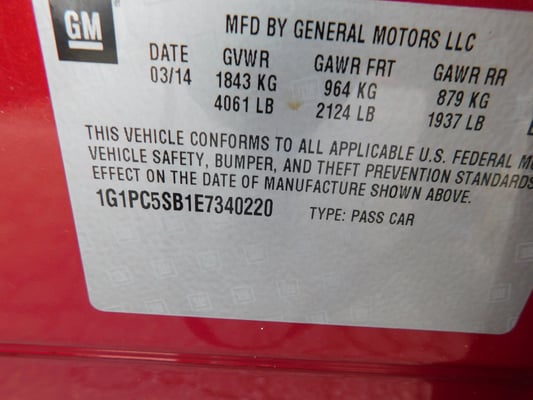 GM
MFD BY GENERAL MOTORS LLC
DATE GVWR GAWR FRT GAWR RR
03/14 1843 KG 964 KG 879 KG
4061 LB 2124 LB 1937 LB
THIS VEHICLE CONFORMS TO ALL APPLICABLE U.S. FEDERAL
VEHICLE SAFETY, BUMPER, AND THEFT PREVENTION STANDARDS
EFFECT ON THE DATE OF MANUFACTURE SHOWN ABOVE.
1G1PC5SB1E7340220 TYPE: PASS CAR